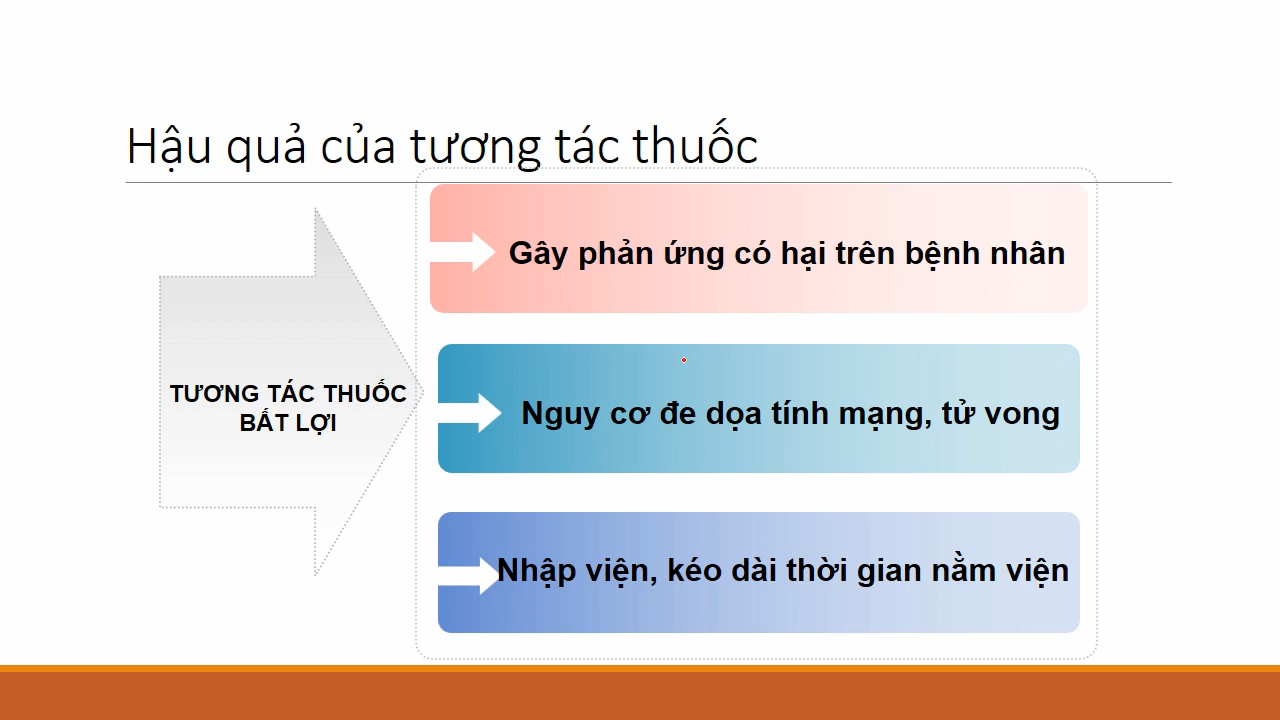 Hậu quả của tương tác thuốc
TƯƠNG TÁC THUỐC
BẤT LỢI
Gây phản ứng có hại trên bệnh nhân
Nguy cơ đe dọa tính mạng, tử vong
Nhập viện, kéo dài thời gian nằm viện